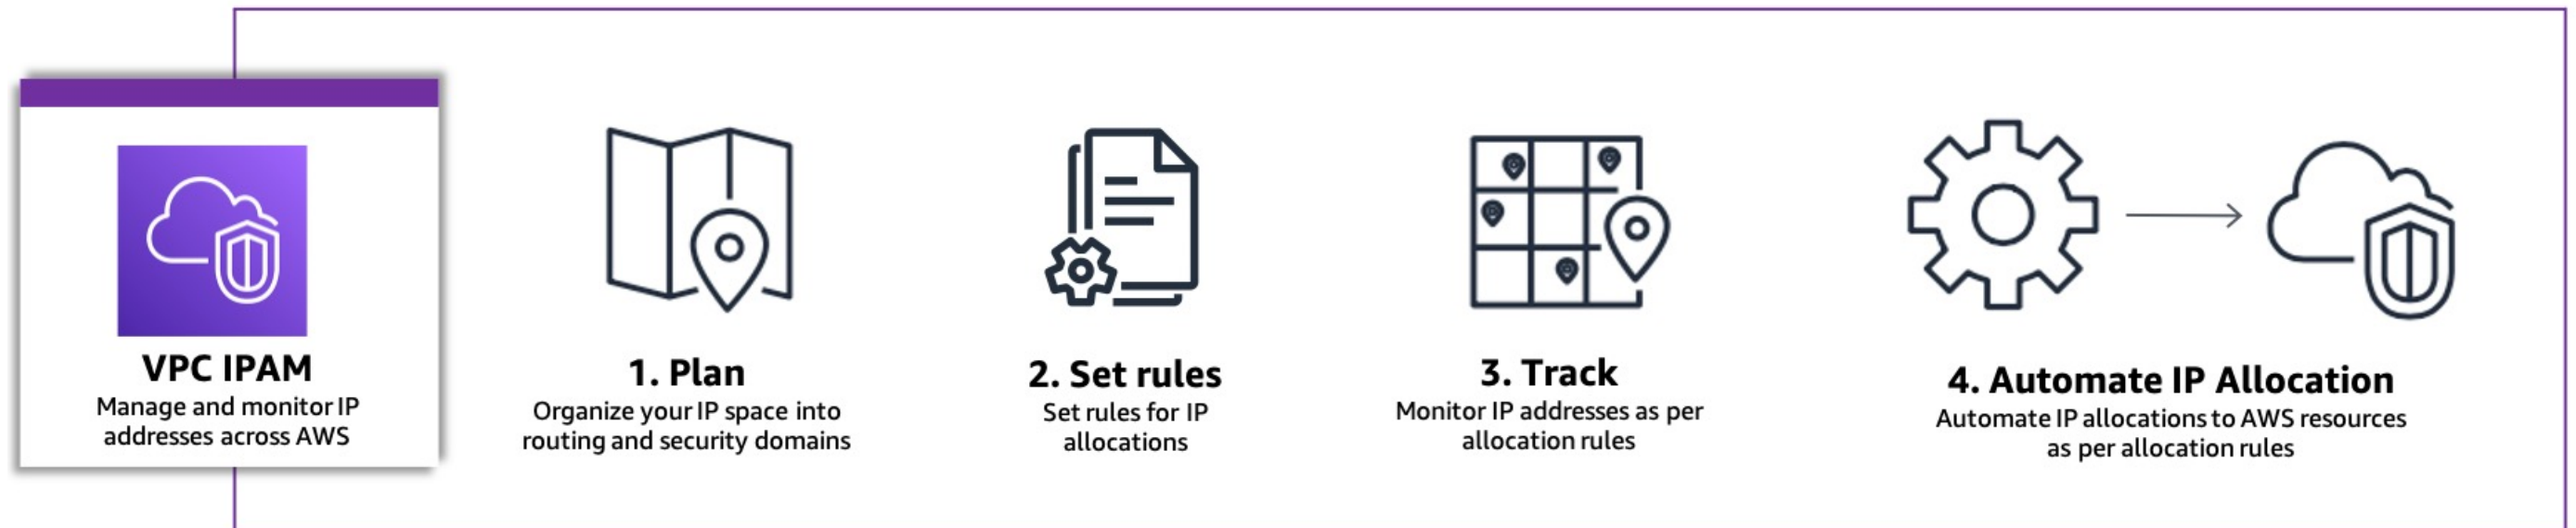 VPC IPAM
Manage and monitor IP
addresses across AWS
1. Plan
Organize your IP space into
routing and security domains
2. Set rules
Set rules for IP
allocations
3. Track
Monitor IP addresses as per
allocation rules
4. Automate IP Allocation
Automate IP allocations to AWS resources
as per allocation rules